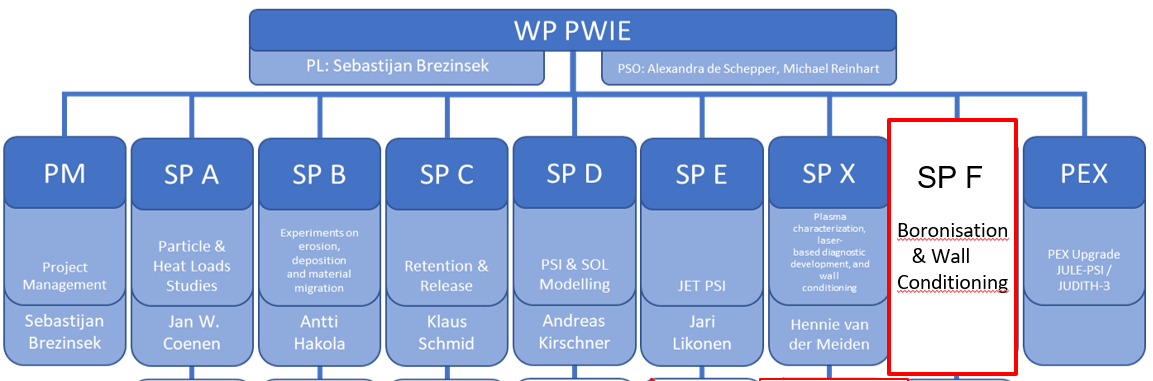 WP PWIE
PL: Sebastijan Brezinsek
PSO: Alexandra de Schepper, Michael Reinhart
PM
Project
Management
Sebastijan
Brezinsek
SP A
Particle &
Heat Loads
Studies
Jan W.
Coenen
SP B
Experiments on
erosion,
deposition
and material
migration
Antti
Hakola
SP C
Retention &
Release
Klaus
Schmid
SP D
PSI & SOL
Modelling
Andreas
Kirschner
SP E
JET PSI
Jari
Likonen
SP X
Plasma
characterization,
laser-
based diagnostic
development, and
wall
conditioning
Hennie van
der Meiden
SP F
Boronisation
& Wall
Conditioning
PEX
PEX Upgrade
JULE-PSI /
JUDITH-3